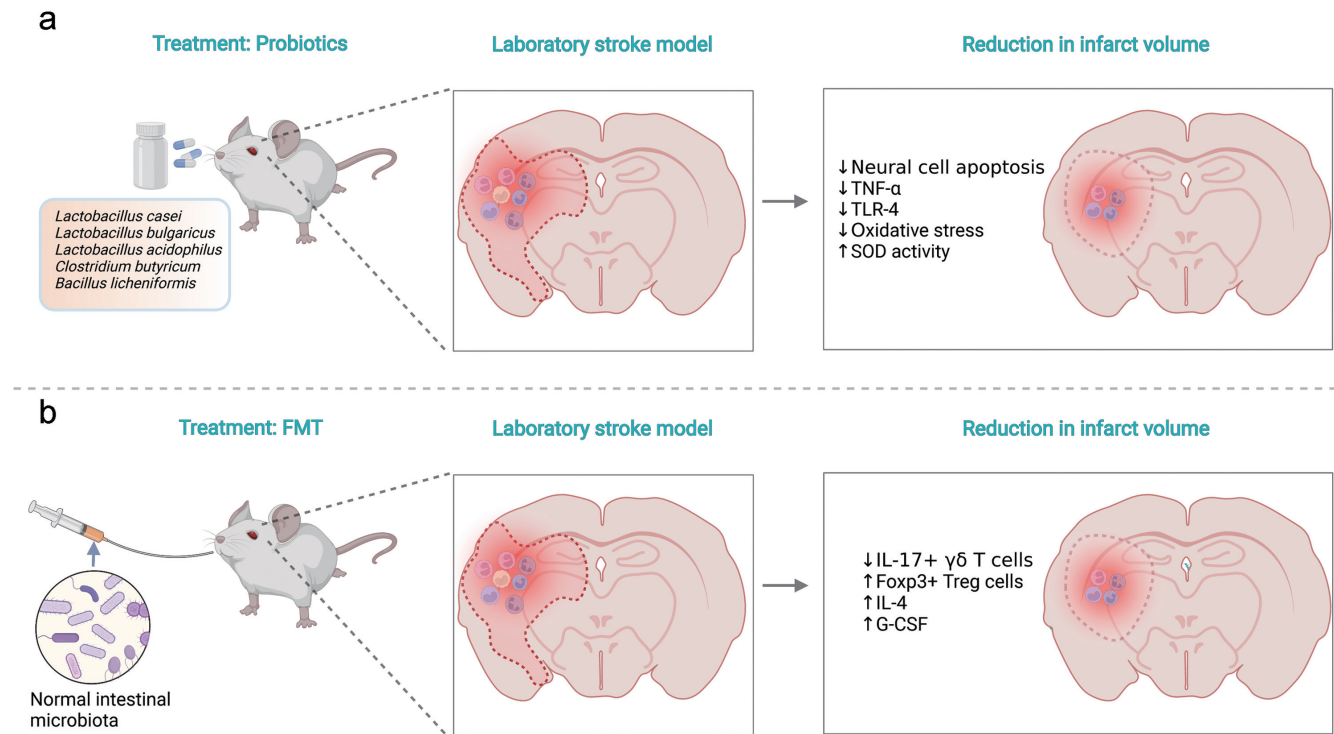 a
Treatment: Probiotics
Laboratory stroke model
Reduction in infarct volume
Lactobacillus casei
Lactobacillus bulgaricus
Lactobacillus acidophilus
Clostridium butyricum
Bacillus licheniformis
↓Neural cell apoptosis
↓TNF-α
↓TLR-4
↓Oxidative stress
↑SOD activity
b
Treatment: FMT
Laboratory stroke model
Reduction in infarct volume
Normal intestinal
microbiota
↓IL-17+ γδ T cells
↑Foxp3+ Treg cells
↑IL-4
↑G-CSF